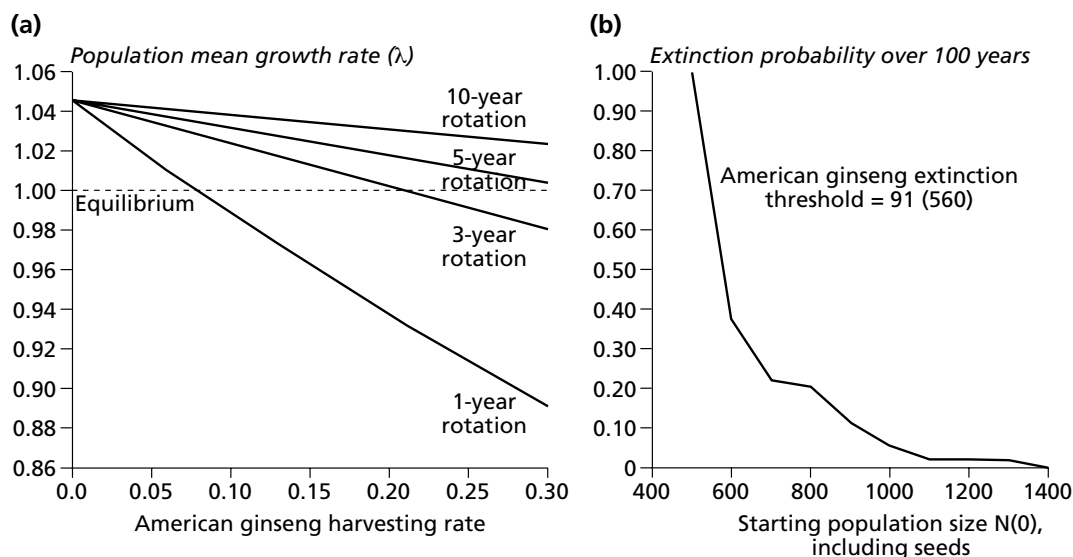 (a)
Population mean growth rate (λ)
1.06
1.04
1.02
1.00
0.98
0.96
0.94
0.92
0.90
0.88
0.86
10-year
rotation
5-year
rotation
Equilibrium
3-year
rotation
1-year
rotation
0.0 0.05 0.10 0.15 0.20 0.25 0.30
American ginseng harvesting rate
(b)
Extinction probability over 100 years
1.00
0.90
0.80
0.70
0.60
0.50
0.40
0.30
0.20
0.10
0
American ginseng extinction
threshold = 91 (560)
400 600 800 1000 1200 1400
Starting population size N(0),
including seeds